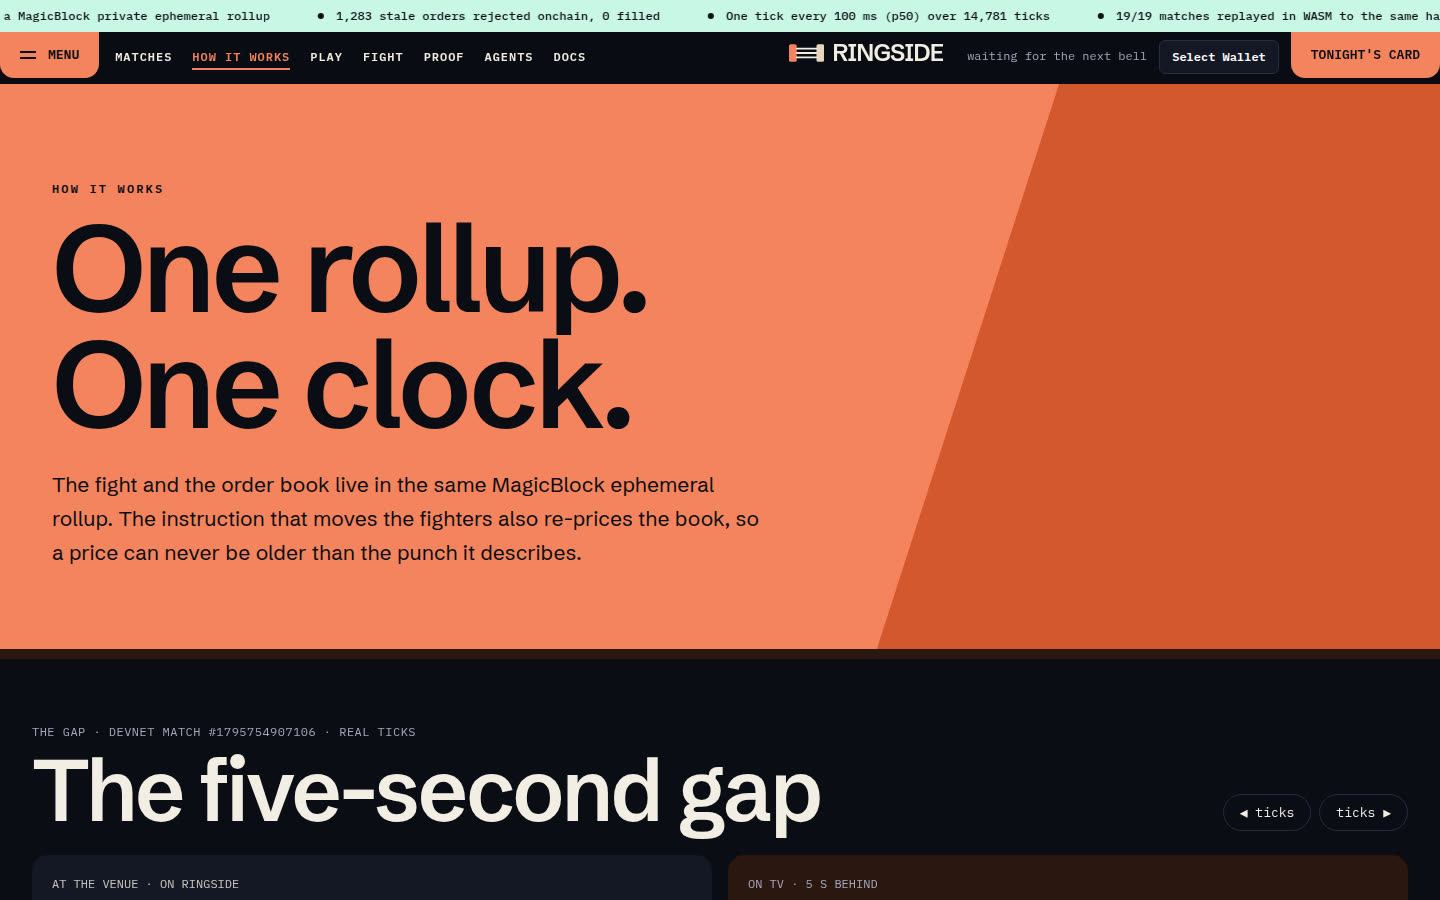 a MagicBlock private ephemeral rollup ● 1,283 stale orders rejected onchain, 0 filled ● One tick every 100 ms (p50) over 14,781 ticks ● 19/19 matches replayed in WASM to the same ha
MENU MATCHES HOW IT WORKS PLAY FIGHT PROOF AGENTS DOCS RINGSIDE waiting for the next bell Select Wallet TONIGHT'S CARD
HOW IT WORKS
One rollup.
One clock.
The fight and the order book live in the same MagicBlock ephemeral
rollup. The instruction that moves the fighters also re-prices the book, so
a price can never be older than the punch it describes.
THE GAP · DEVNET MATCH #1795754907106 · REAL TICKS
The five-second gap
◀ ticks ticks ▶
AT THE VENUE · ON RINGSIDE
ON TV · 5 S BEHIND